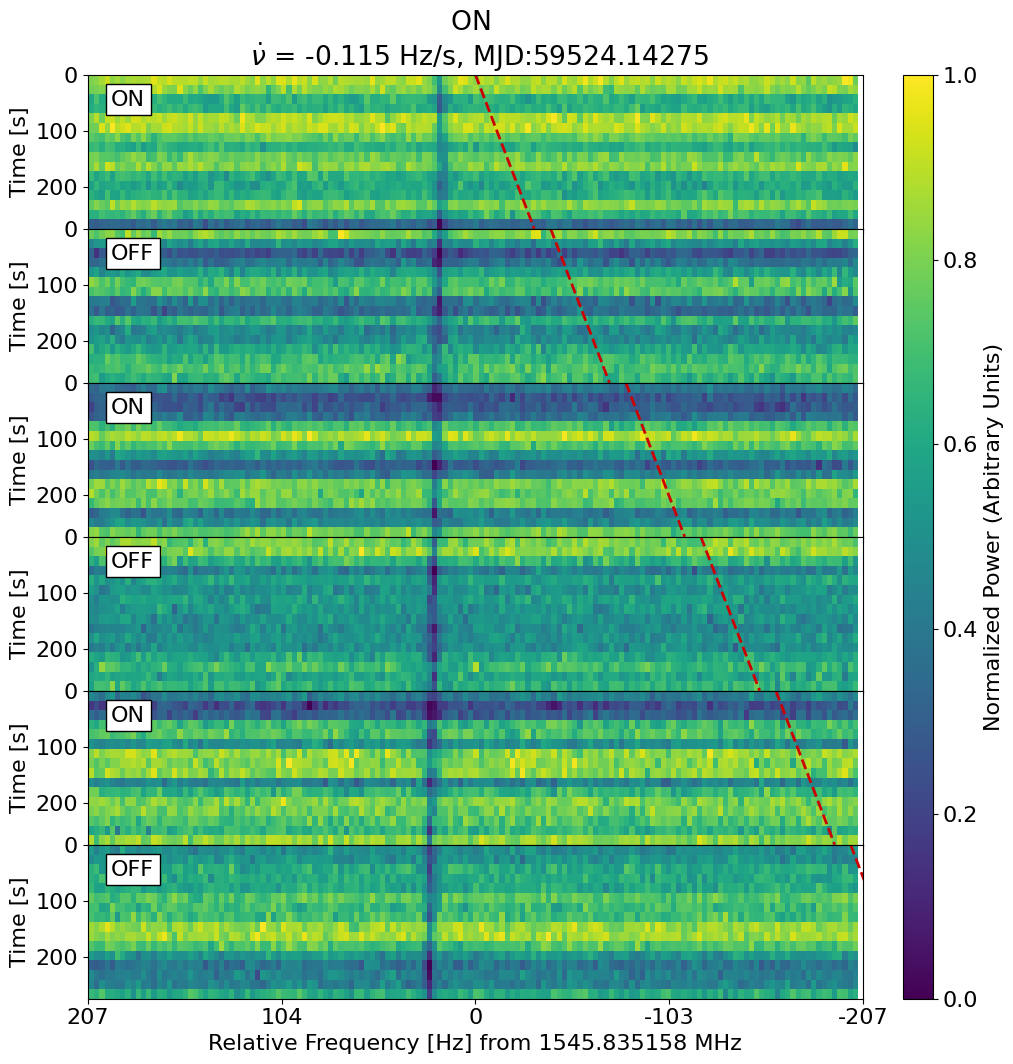 ON
ν̇ = -0.115 Hz/s, MJD:59524.14275
0
ON
100
Time [s]
200
0
OFF
100
Time [s]
200
0
ON
100
Time [s]
200
0
OFF
100
Time [s]
200
0
ON
100
Time [s]
200
0
OFF
100
Time [s]
200
207 104 0 -103 -207
Relative Frequency [Hz] from 1545.835158 MHz
1.0
0.8
0.6
0.4
0.2
0.0
Normalized Power (Arbitrary Units)